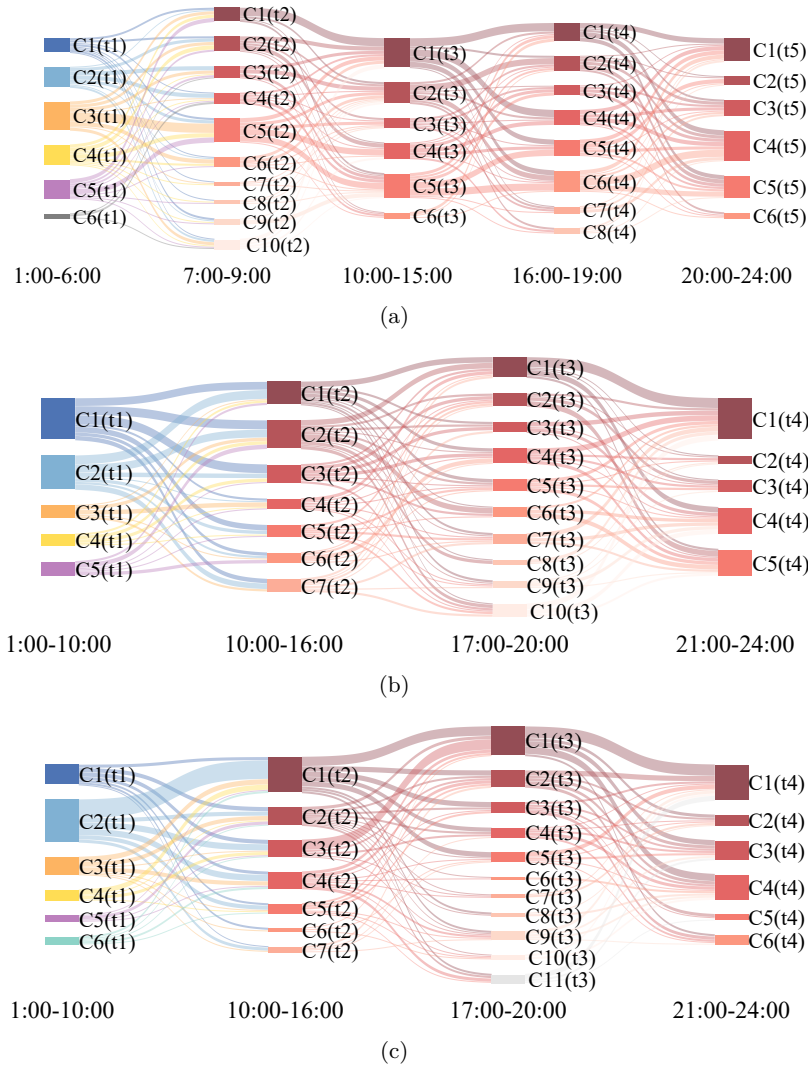 C1(t1)
C2(t1)
C3(t1)
C4(t1)
C5(t1)
C6(t1)
C1(t2)
C2(t2)
C3(t2)
C4(t2)
C5(t2)
C6(t2)
C7(t2)
C8(t2)
C9(t2)
C10(t2)
C1(t3)
C2(t3)
C3(t3)
C4(t3)
C5(t3)
C6(t3)
C1(t4)
C2(t4)
C3(t4)
C4(t4)
C5(t4)
C6(t4)
C7(t4)
C8(t4)
C1(t5)
C2(t5)
C3(t5)
C4(t5)
C5(t5)
C6(t5)
1:00-6:00 7:00-9:00 10:00-15:00 16:00-19:00 20:00-24:00
(a)
C1(t1)
C2(t1)
C3(t1)
C4(t1)
C5(t1)
C1(t2)
C2(t2)
C3(t2)
C4(t2)
C5(t2)
C6(t2)
C7(t2)
C1(t3)
C2(t3)
C3(t3)
C4(t3)
C5(t3)
C6(t3)
C7(t3)
C8(t3)
C9(t3)
C10(t3)
C1(t4)
C2(t4)
C3(t4)
C4(t4)
C5(t4)
1:00-10:00 10:00-16:00 17:00-20:00 21:00-24:00
(b)
C1(t1)
C2(t1)
C3(t1)
C4(t1)
C5(t1)
C6(t1)
C1(t2)
C2(t2)
C3(t2)
C4(t2)
C5(t2)
C6(t2)
C7(t2)
C1(t3)
C2(t3)
C3(t3)
C4(t3)
C5(t3)
C6(t3)
C7(t3)
C8(t3)
C9(t3)
C10(t3)
C11(t3)
C1(t4)
C2(t4)
C3(t4)
C4(t4)
C5(t4)
C6(t4)
1:00-10:00 10:00-16:00 17:00-20:00 21:00-24:00
(c)